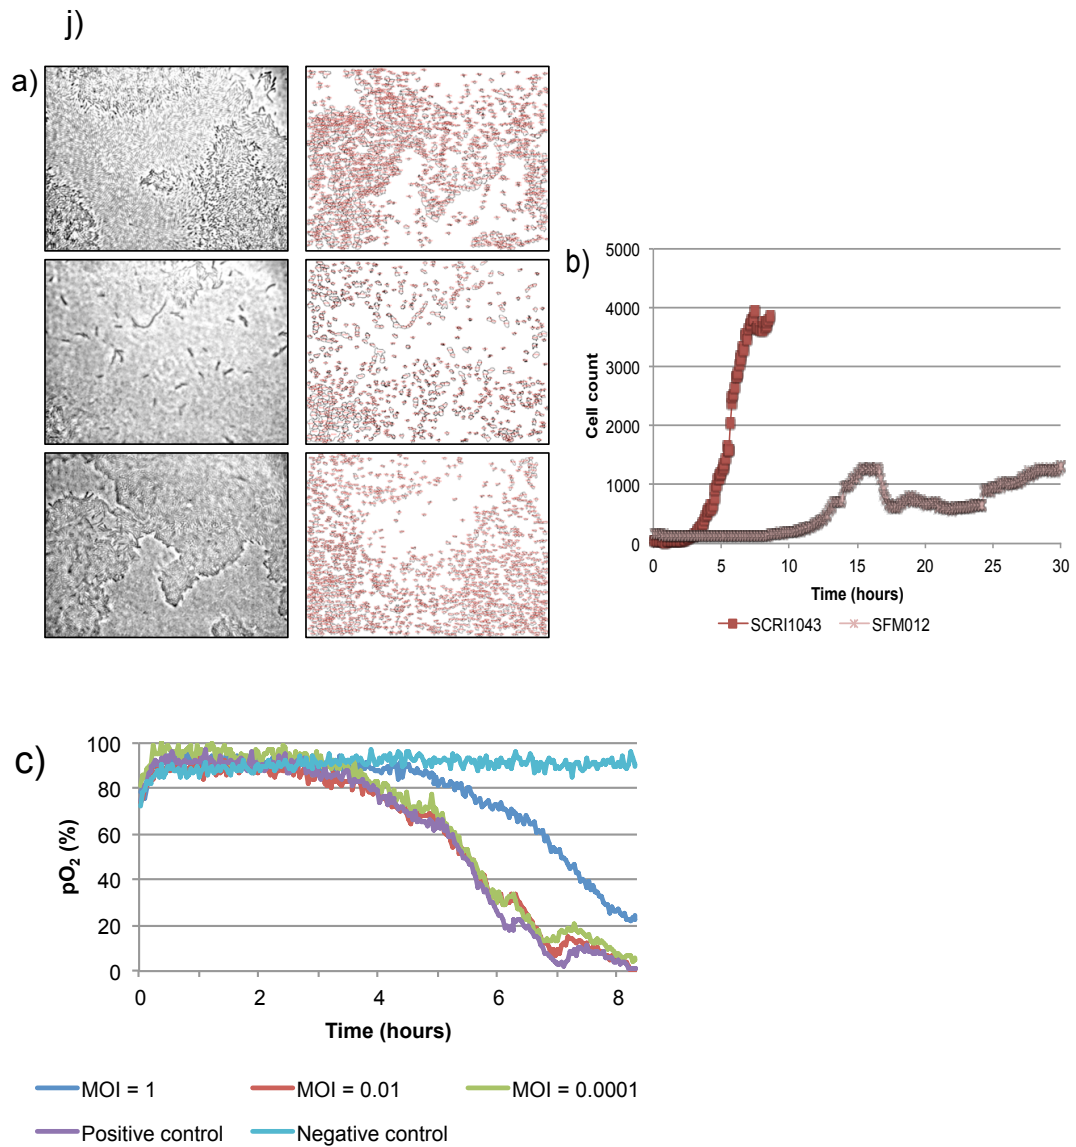 j)
a)
b)
5000
4000
3000
2000
1000
0
Cell count
0 5 10 15 20 25 30
Time (hours)
SCRI1043 SFM012
c)
100
80
60
40
20
0
pO₂ (%)
0 2 4 6 8
Time (hours)
MOI = 1 MOI = 0.01 MOI = 0.0001
Positive control Negative control